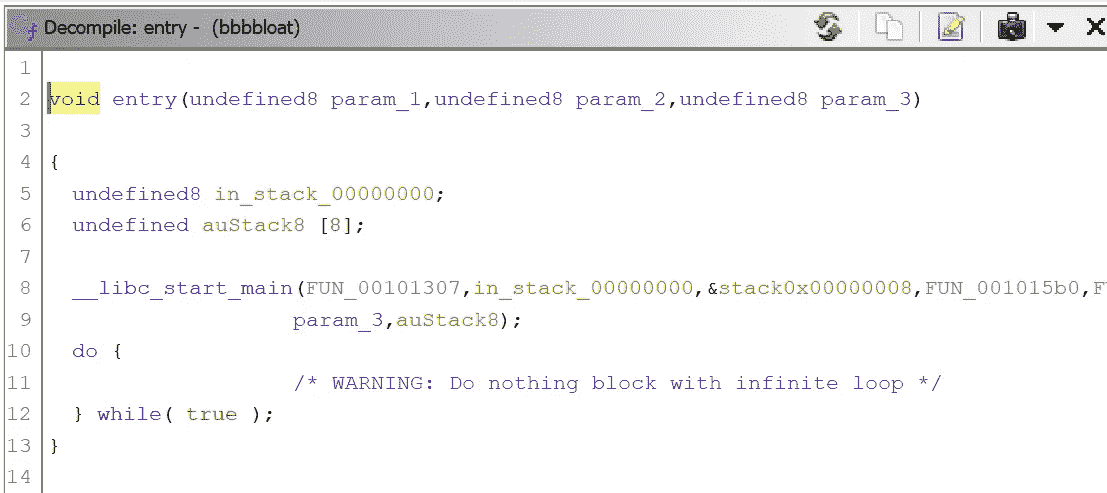 Decompile: entry - (bbbbloat)
1
2 void entry(undefined8 param_1,undefined8 param_2,undefined8 param_3)
3
4 {
5 undefined8 in_stack_00000000;
6 undefined auStack8 [8];
7
8 __libc_start_main(FUN_00101307,in_stack_00000000,&stack0x00000008,FUN_001015b0,
9 param_3,auStack8);
10 do {
11 /* WARNING: Do nothing block with infinite loop */
12 } while( true );
13 }
14